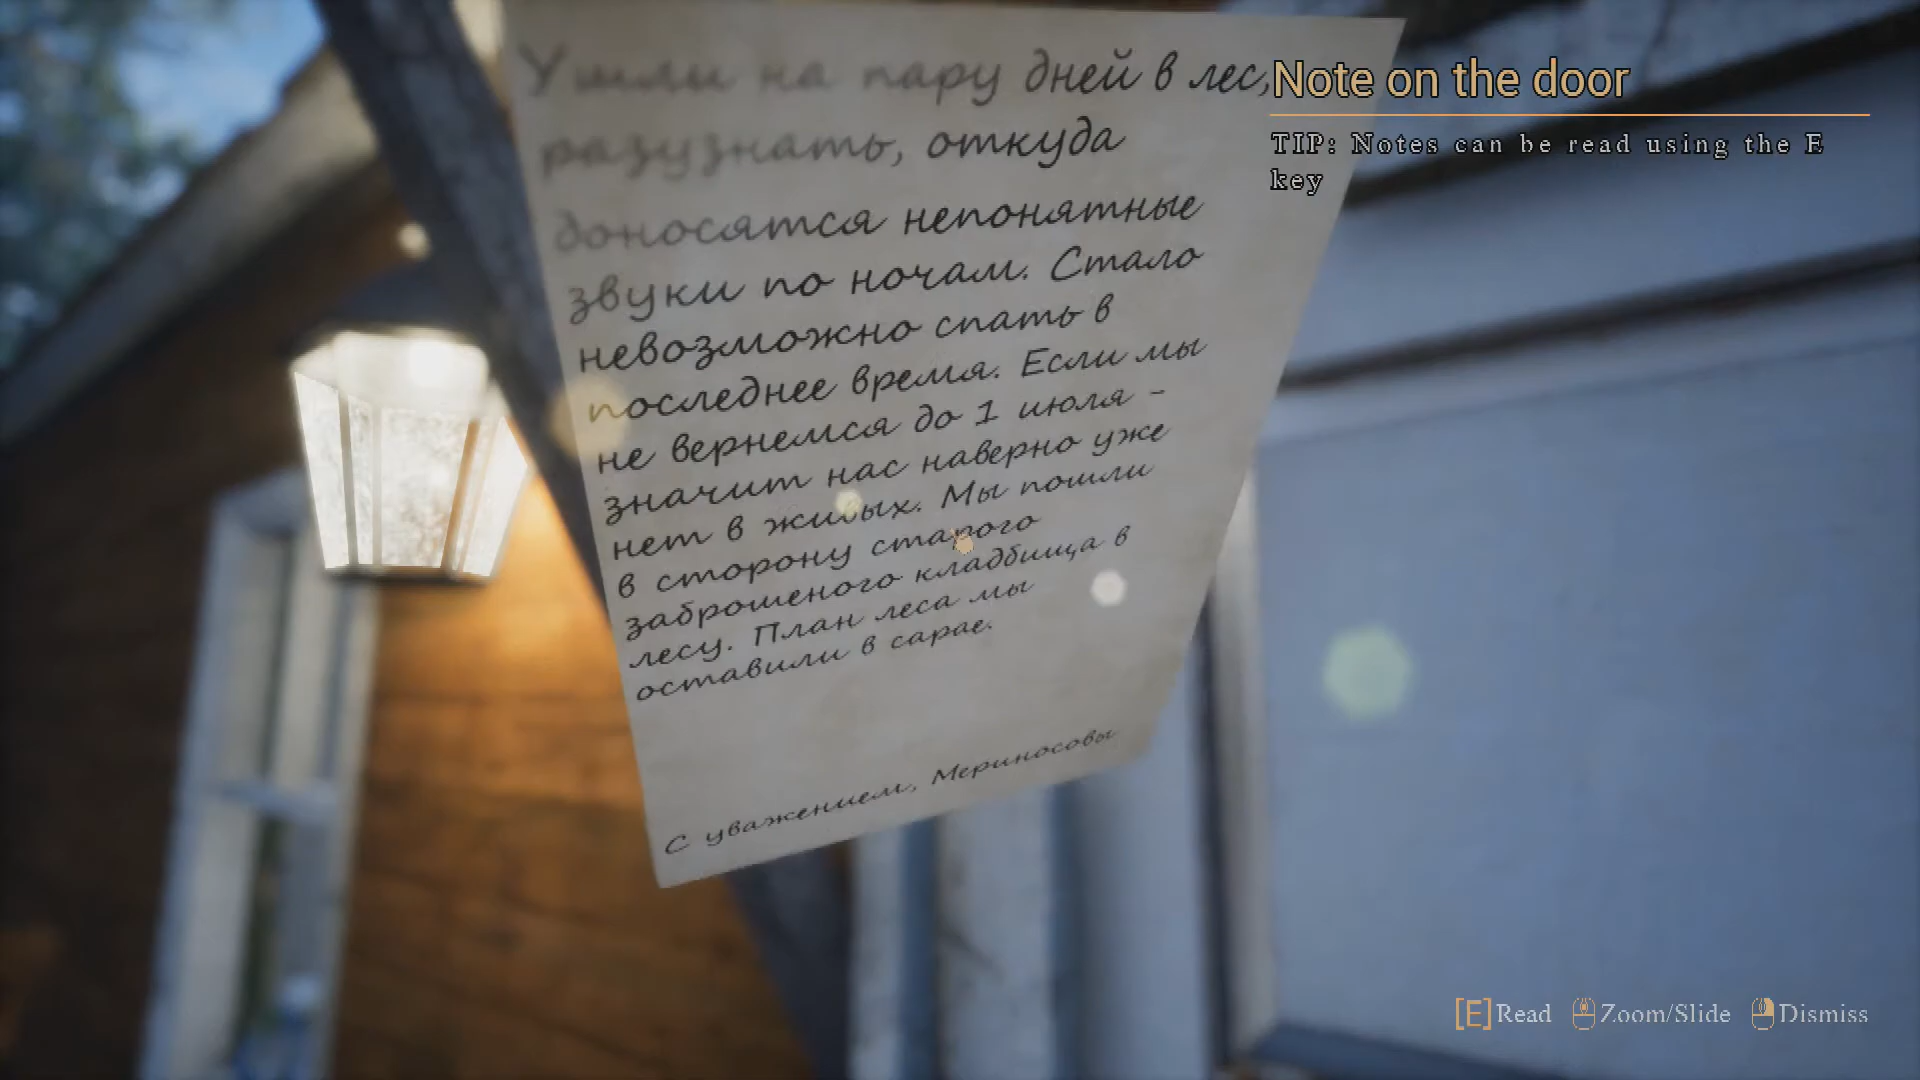 Ушли на пару дней в лес,
разузнать, откуда
доносятся непонятные
звуки по ночам. Стало
невозможно спать в
последнее время. Если мы
не вернемся до 1 июля -
значит нас наверно уже
нет в живых. Мы пошли
в сторону старого
заброшеного кладбища в
лесу. План леса мы
оставили в сарае.
С уважением, Мериносовы
Note on the door
TIP: Notes can be read using the E
key
[E] Read Zoom/Slide Dismiss